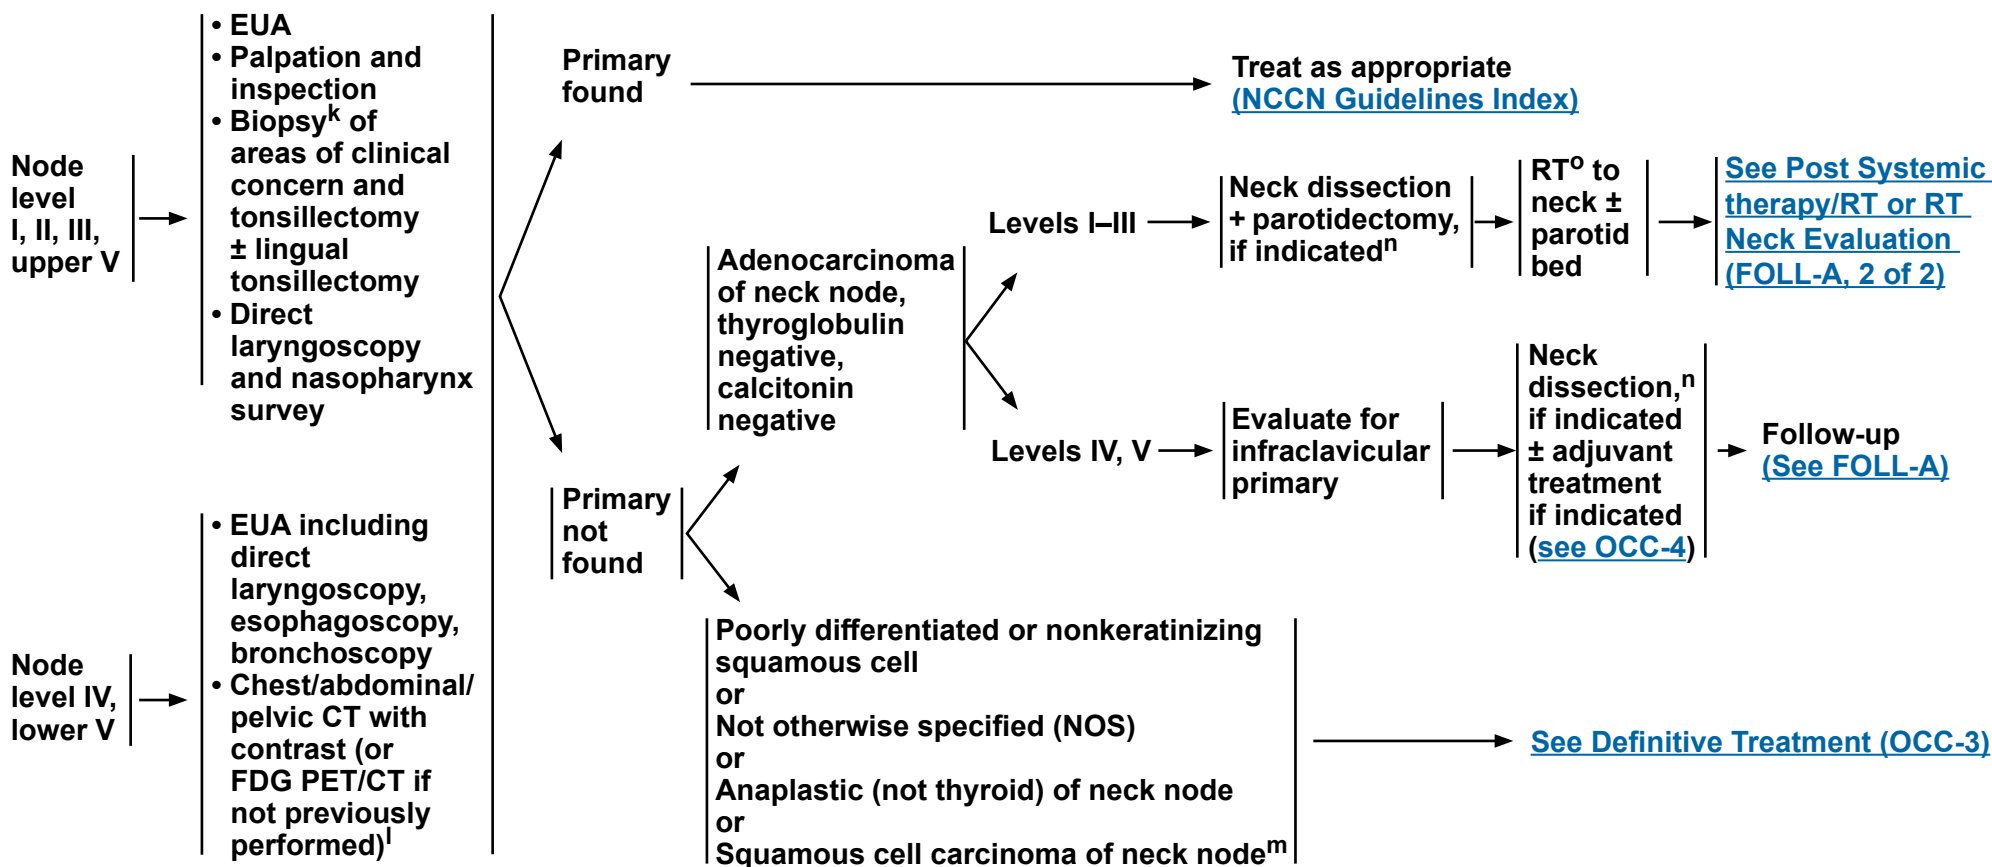 Node
level
I, II, III,
upper V
• EUA
• Palpation and
inspection
• Biopsyk of
areas of clinical
concern and
tonsillectomy
± lingual
tonsillectomy
• Direct
laryngoscopy
and nasopharynx
survey
Node
level IV,
lower V
• EUA including
direct
laryngoscopy,
esophagoscopy,
bronchoscopy
• Chest/abdominal/
pelvic CT with
contrast (or
FDG PET/CT if
not previously
performed)l
Primary
found
Treat as appropriate
(NCCN Guidelines Index)
Primary
not
found
Adenocarcinoma
of neck node,
thyroglobulin
negative,
calcitonin
negative
Levels I–III
Neck dissection
+ parotidectomy,
if indicatedn
RTo to
neck ±
parotid
bed
See Post Systemic
therapy/RT or RT
Neck Evaluation
(FOLL-A, 2 of 2)
Levels IV, V
Evaluate for
infraclavicular
primary
Neck
dissection,n
if indicated
± adjuvant
treatment
if indicated
(see OCC-4)
Follow-up
(See FOLL-A)
Poorly differentiated or nonkeratinizing
squamous cell
or
Not otherwise specified (NOS)
or
Anaplastic (not thyroid) of neck node
or
Squamous cell carcinoma of neck nodem
See Definitive Treatment (OCC-3)